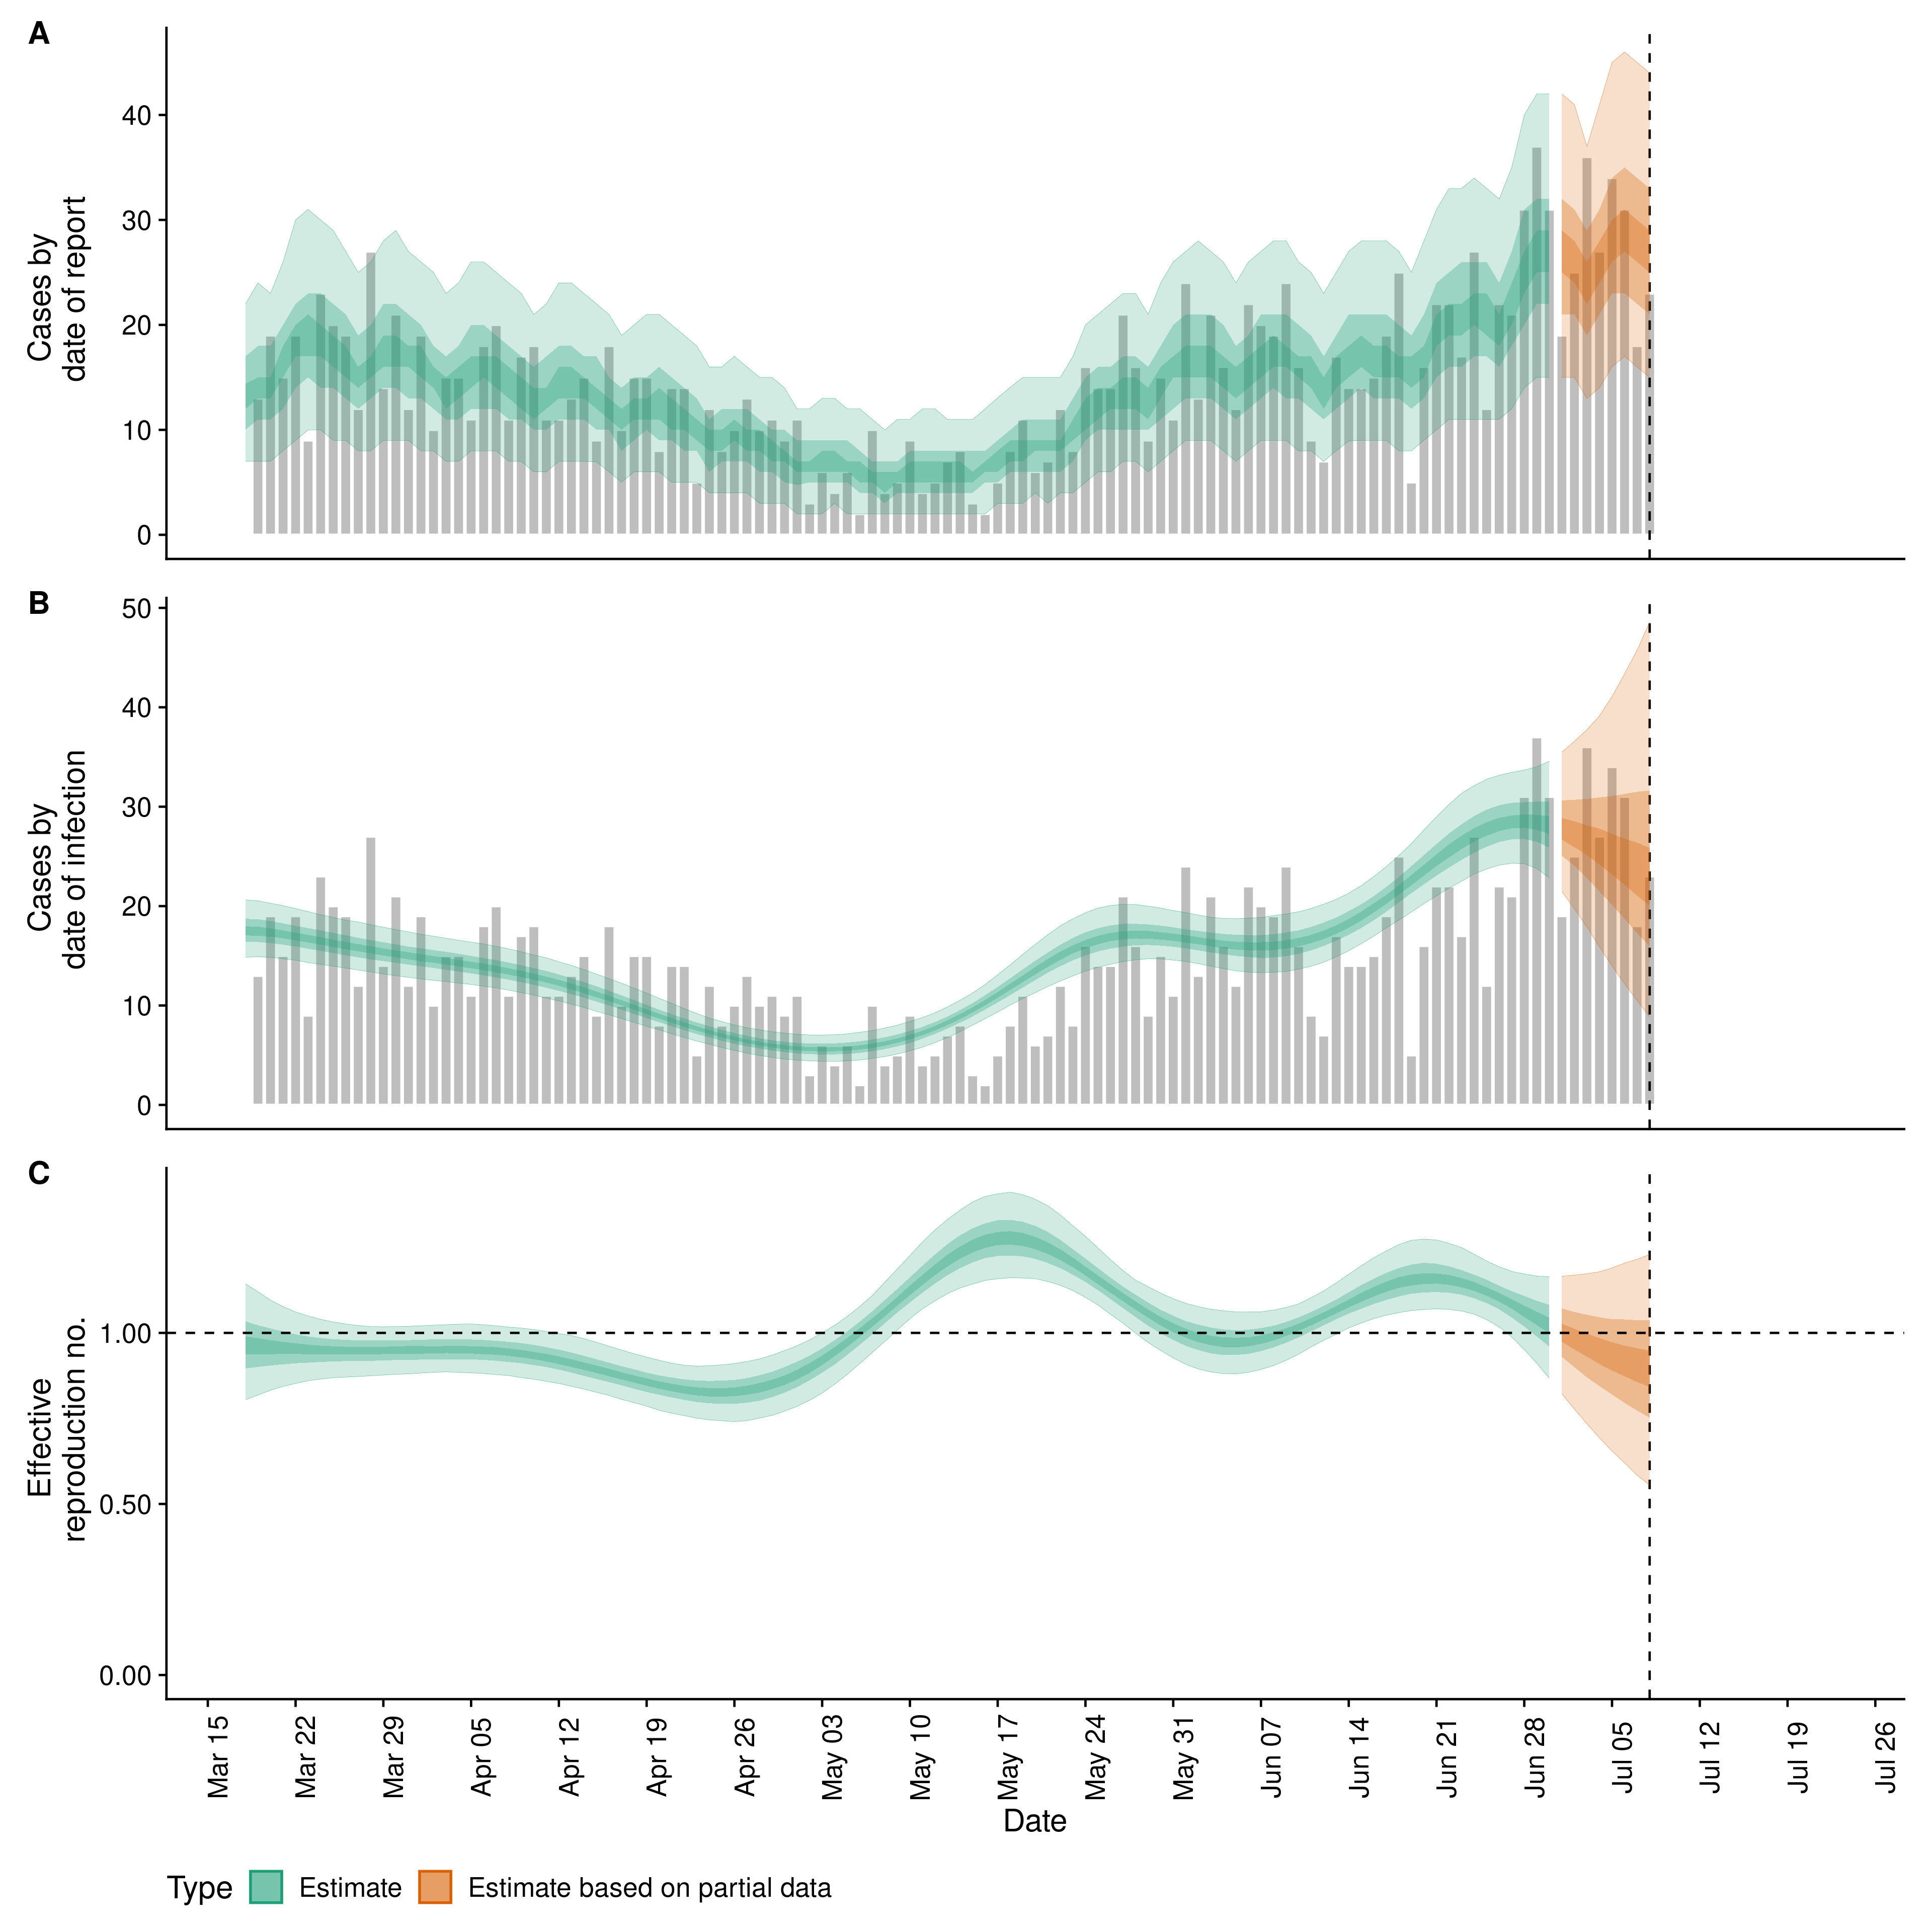 A
Cases by
date of report
40
30
20
10
0
B
Cases by
date of infection
50
40
30
20
10
0
C
Effective
reproduction no.
1.00
0.50
0.00
Mar 15
Mar 22
Mar 29
Apr 05
Apr 12
Apr 19
Apr 26
May 03
May 10
May 17
May 24
May 31
Jun 07
Jun 14
Jun 21
Jun 28
Jul 05
Jul 12
Jul 19
Jul 26
Date
Type Estimate Estimate based on partial data